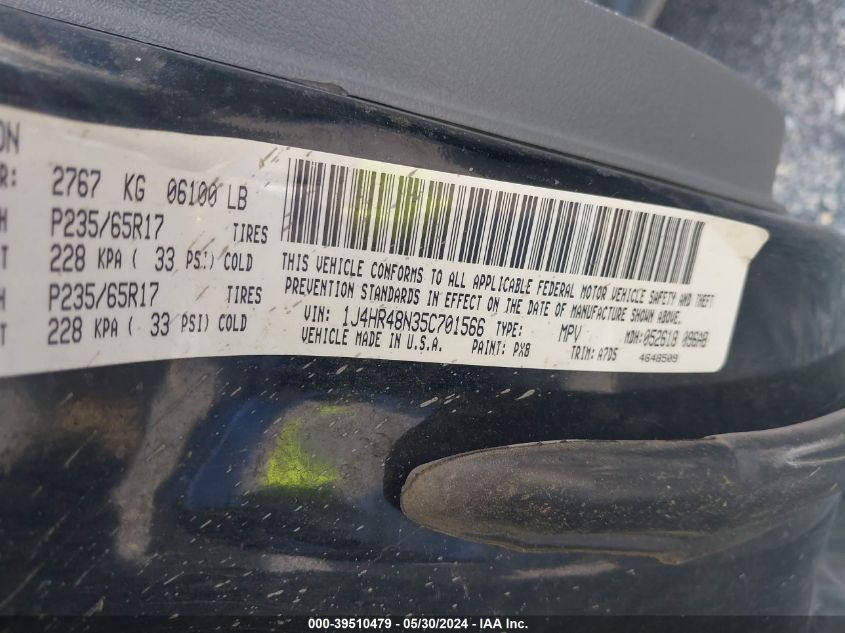 ON
R: 2767 KG 06100 LB
H P235/65R17 TIRES
T 228 KPA ( 33 PSI) COLD
H P235/65R17 TIRES
T 228 KPA ( 33 PSI) COLD
THIS VEHICLE CONFORMS TO ALL APPLICABLE FEDERAL MOTOR VEHICLE SAFETY AND THEFT
PREVENTION STANDARDS IN EFFECT ON THE DATE OF MANUFACTURE SHOWN ABOVE.
VIN: 1J4HR48N35C701566 TYPE: MPV MDH:052618 086AB
VEHICLE MADE IN U.S.A. PAINT: PX8 TRIM: A7D5 4648509
000-39510479 - 05/30/2024 - IAA Inc.